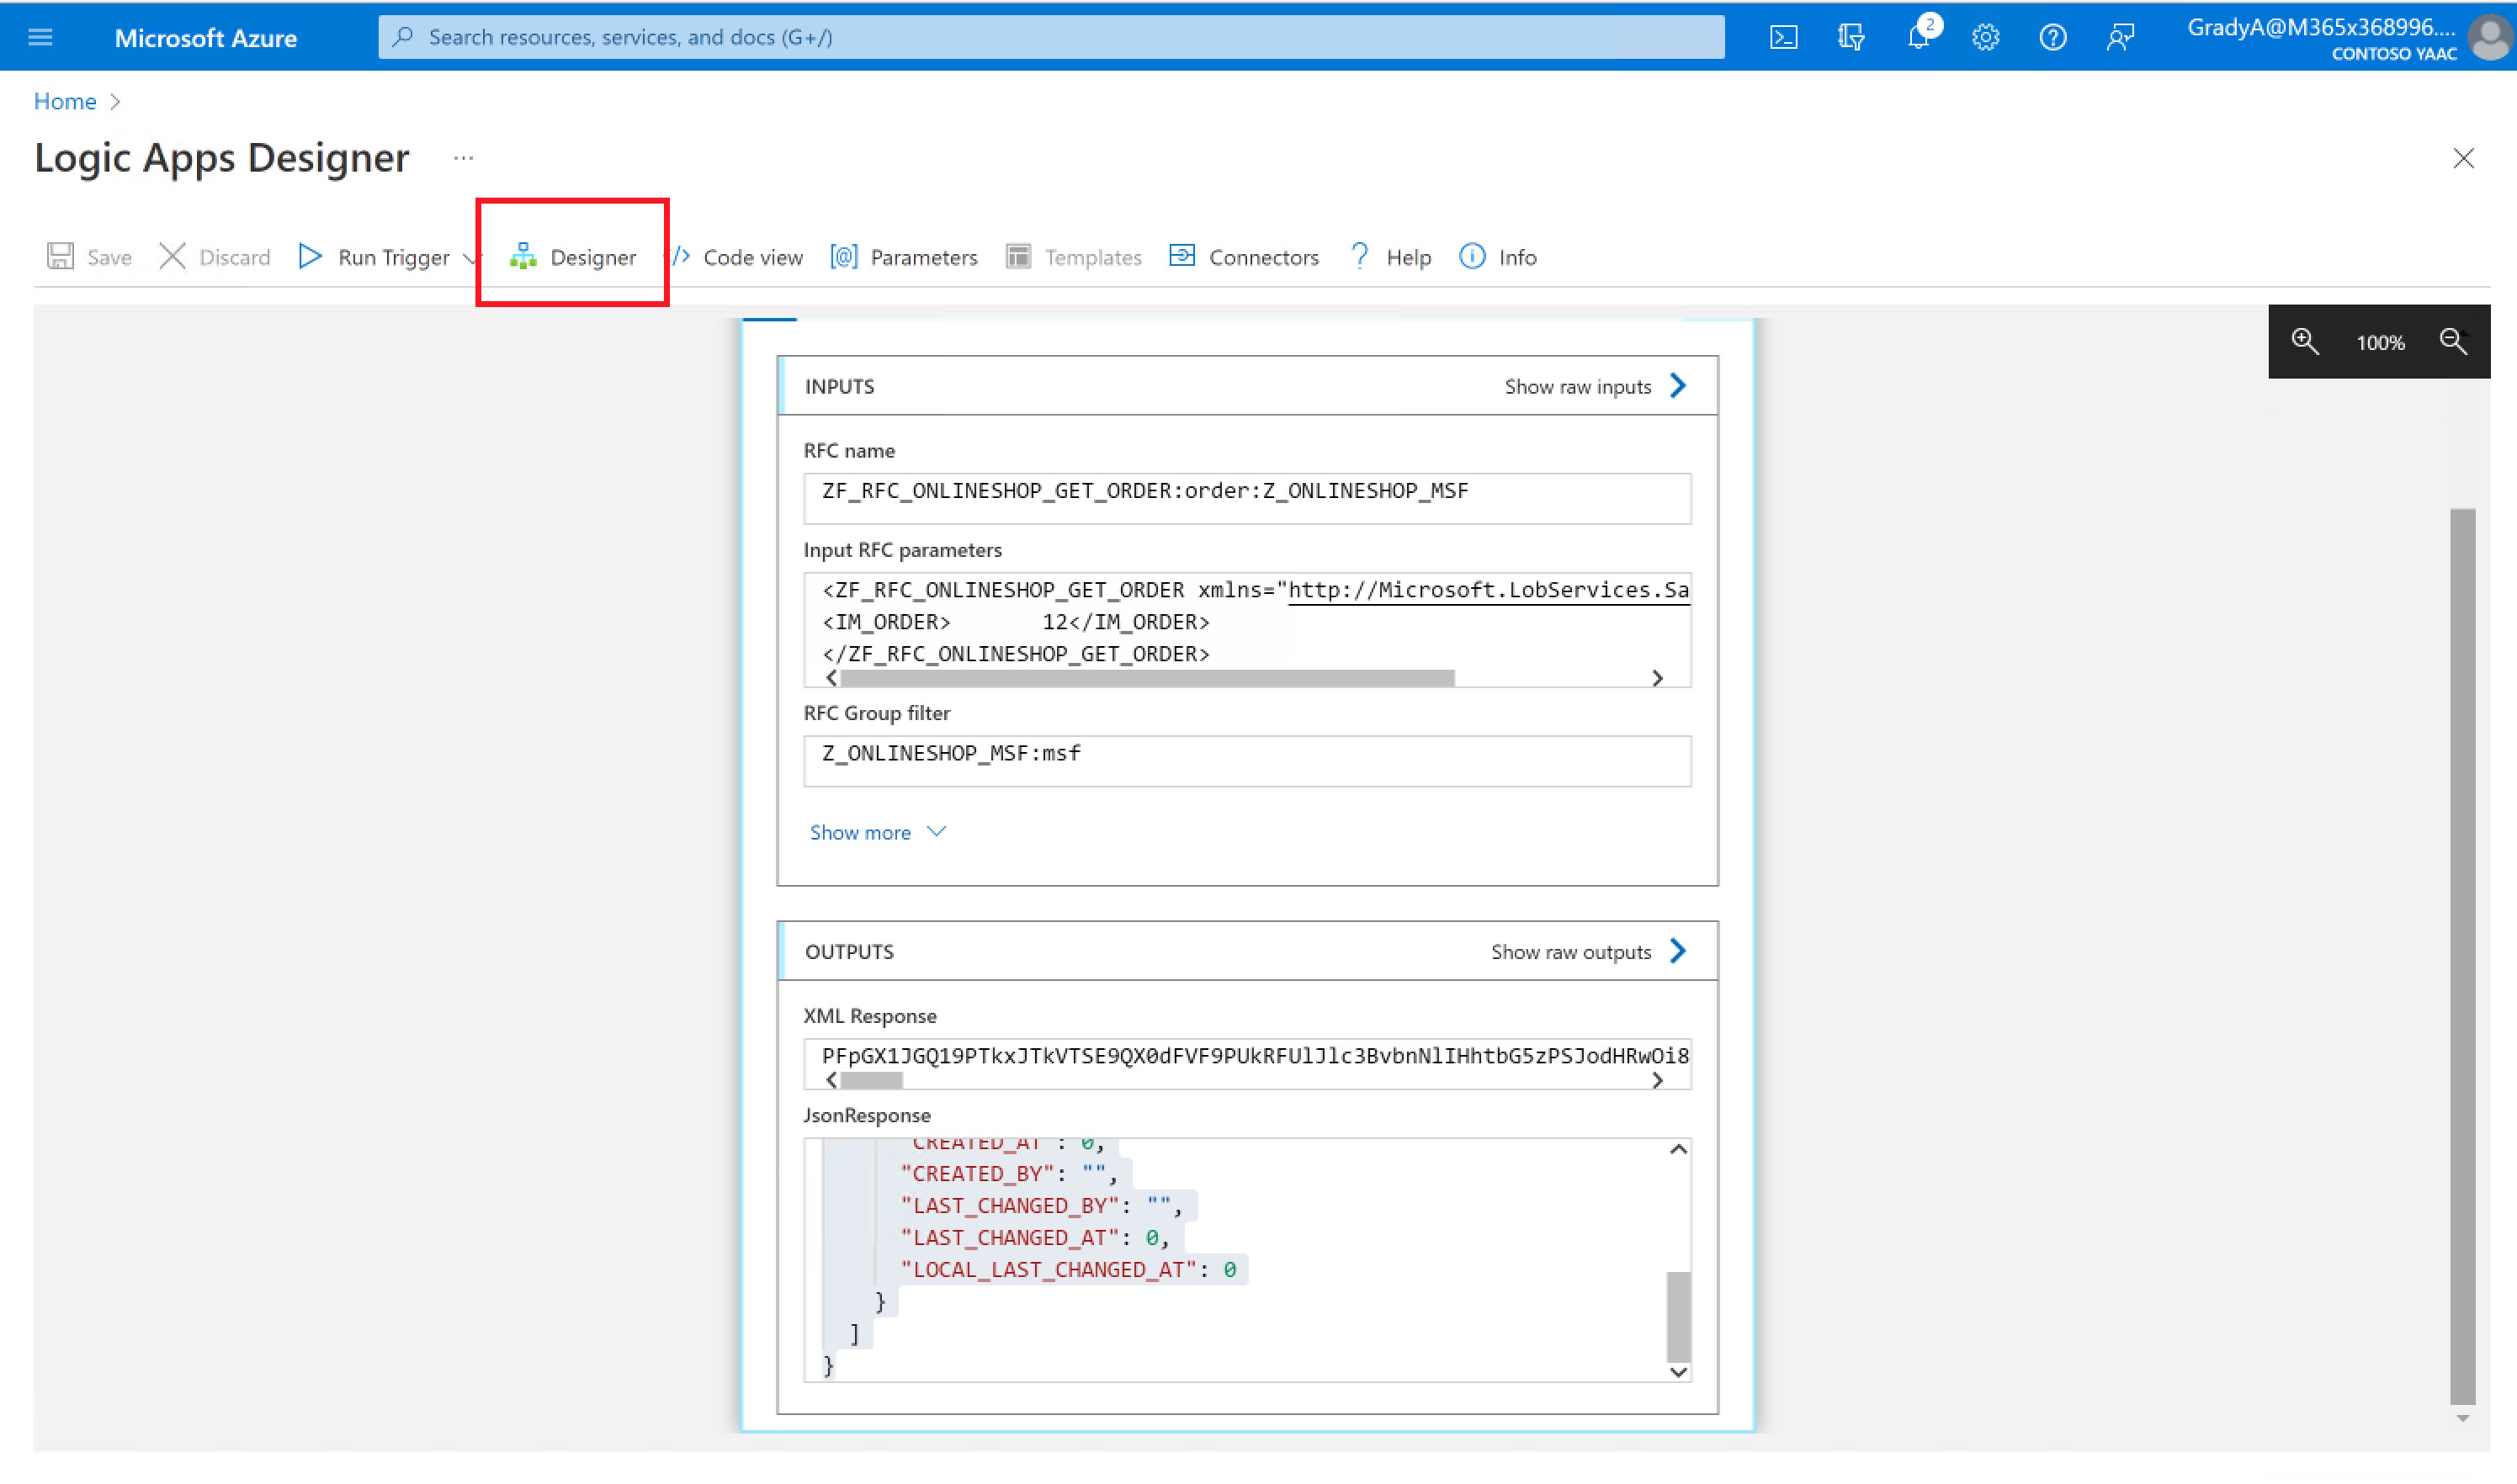 Microsoft Azure
Search resources, services, and docs (G+/)
2
GradyA@M365x368996....
CONTOSO YAAC
Home >
Logic Apps Designer ...
Save Discard Run Trigger Designer Code view Parameters Templates Connectors Help Info
100%
INPUTS Show raw inputs
RFC name
ZF_RFC_ONLINESHOP_GET_ORDER:order:Z_ONLINESHOP_MSF
Input RFC parameters
<ZF_RFC_ONLINESHOP_GET_ORDER xmlns="http://Microsoft.LobServices.Sa
<IM_ORDER>       12</IM_ORDER>
</ZF_RFC_ONLINESHOP_GET_ORDER>
RFC Group filter
Z_ONLINESHOP_MSF:msf
Show more
OUTPUTS Show raw outputs
XML Response
PFpGX1JGQ19PTkxJTkVTSE9QX0dFVF9PUkRFUlJlc3BvbnNlIHhtbG5zPSJodHRwOi8
JsonResponse
"CREATED_AT": 0,
"CREATED_BY": "",
"LAST_CHANGED_BY": "",
"LAST_CHANGED_AT": 0,
"LOCAL_LAST_CHANGED_AT": 0
}
]
}